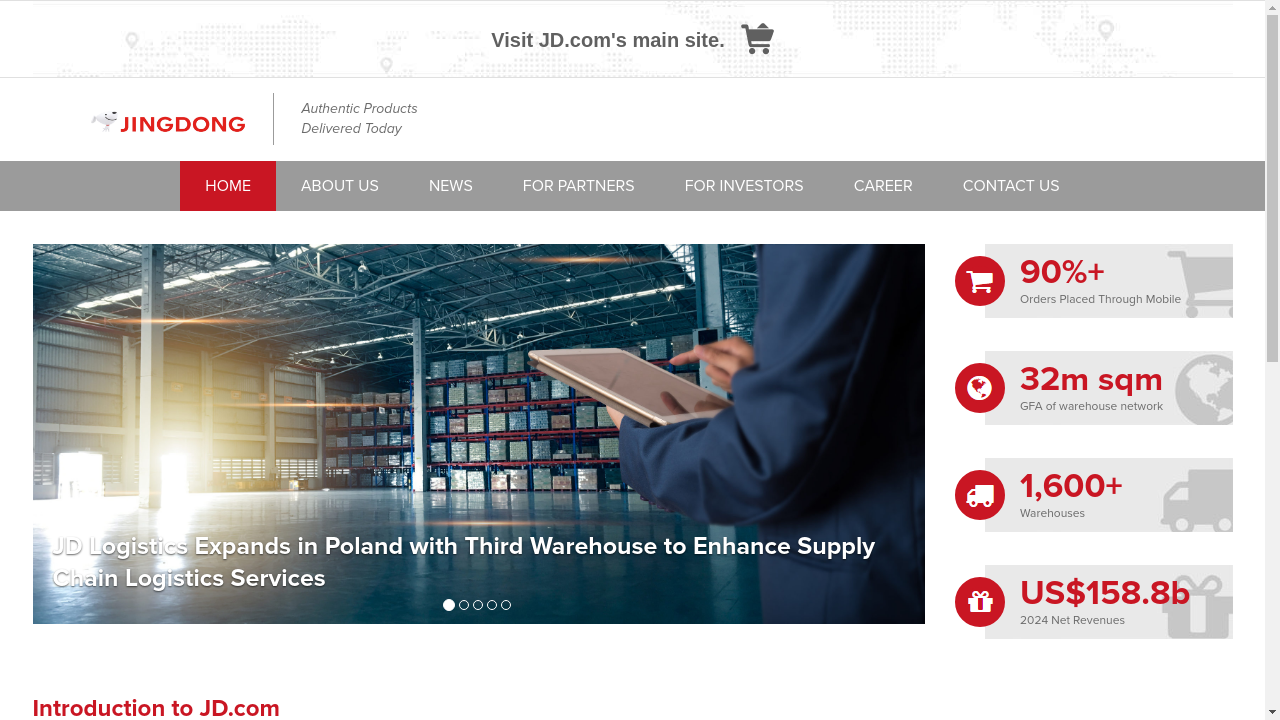 Visit JD.com's main site.
JINGDONG
Authentic Products
Delivered Today
HOME
ABOUT US
NEWS
FOR PARTNERS
FOR INVESTORS
CAREER
CONTACT US
JD Logistics Expands in Poland with Third Warehouse to Enhance Supply
Chain Logistics Services
90%+
Orders Placed Through Mobile
32m sqm
GFA of warehouse network
1,600+
Warehouses
US$158.8b
2024 Net Revenues
Introduction to JD.com